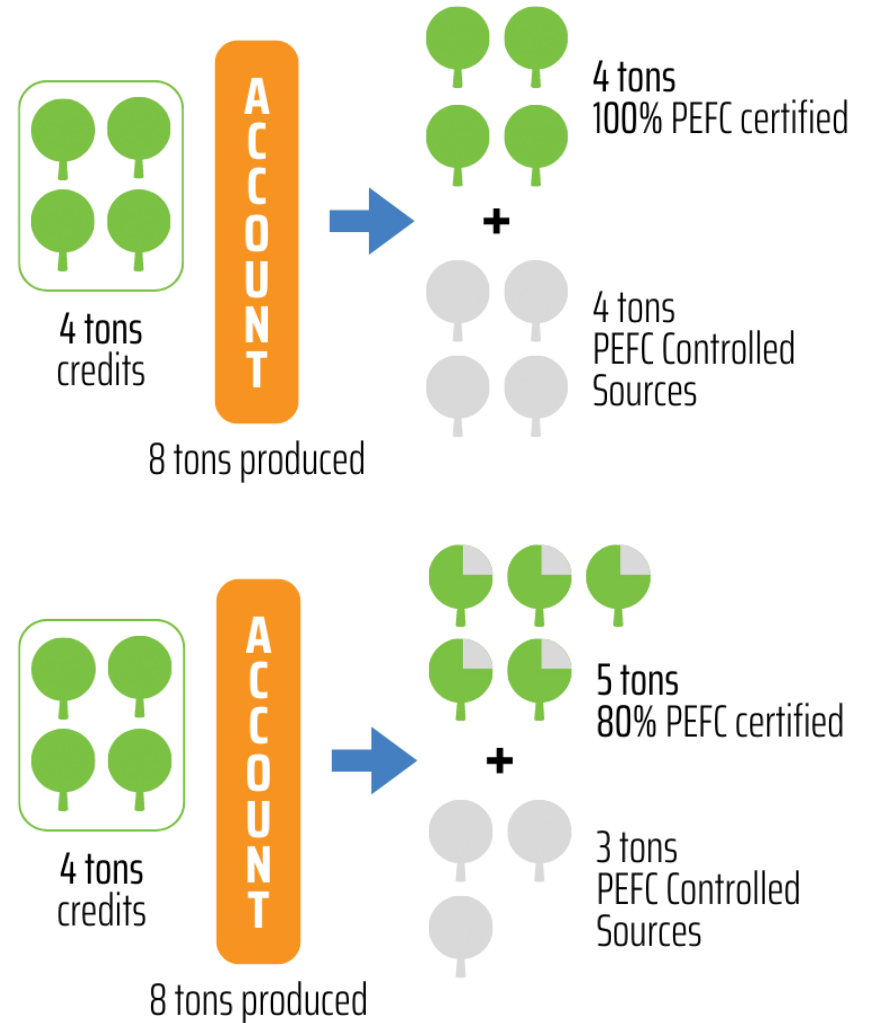 4 tons
credits
ACCOUNT
8 tons produced
4 tons
100% PEFC certified
+
4 tons
PEFC Controlled
Sources
4 tons
credits
ACCOUNT
8 tons produced
5 tons
80% PEFC certified
+
3 tons
PEFC Controlled
Sources